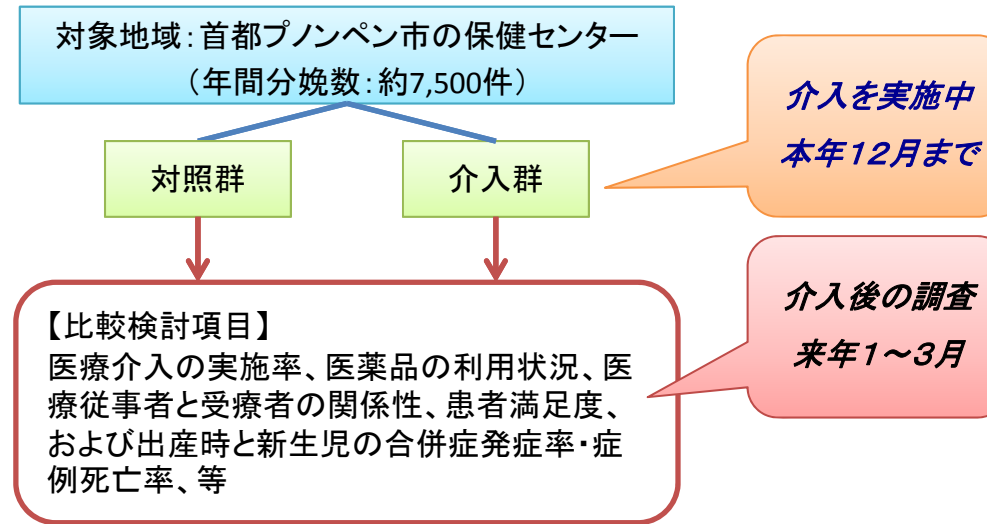 対象地域：首都プノンペン市の保健センター
（年間分娩数：約7,500件）
介入を実施中
本年12月まで
対照群
介入群
介入後の調査
来年1～3月
【比較検討項目】
医療介入の実施率、医薬品の利用状況、医
療従事者と受療者の関係性、患者満足度、
および出産時と新生児の合併症発症率・症
例死亡率、等